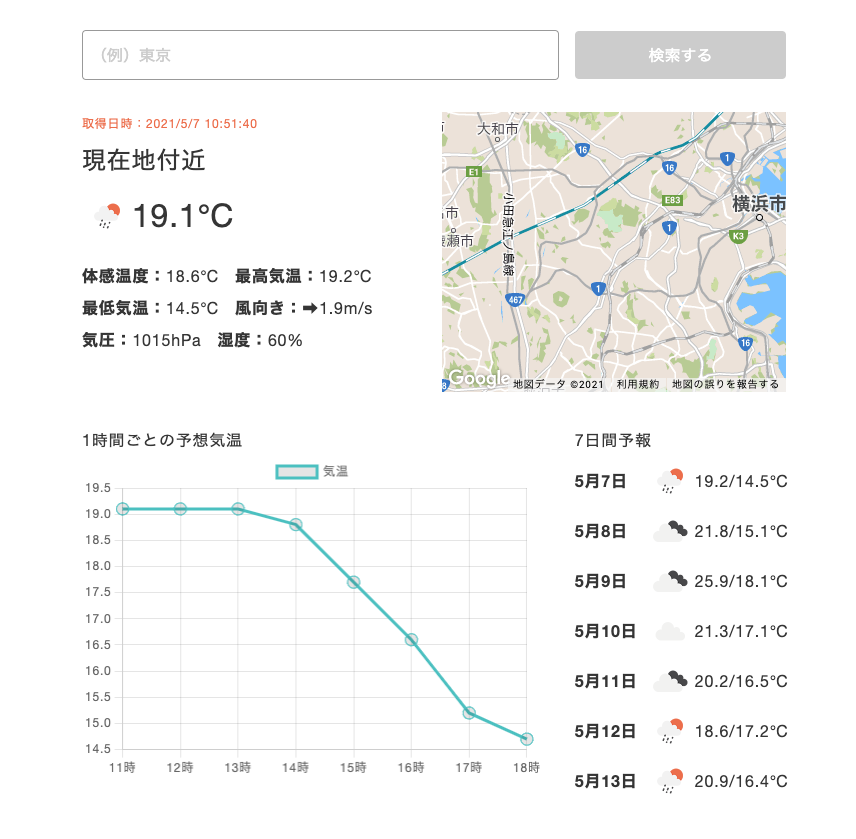 （例）東京
検索する
取得日時：2021/5/7 10:51:40
現在地付近
19.1℃
体感温度：18.6℃ 最高気温：19.2℃
最低気温：14.5℃ 風向き：➡1.9m/s
気圧：1015hPa 湿度：60%
大和市
16
1
16
E1
E83
横浜市
小田急江ノ島線
1
K3
瀬市
467
1
16
Google
地図データ ©2021 利用規約 地図の誤りを報告する
1時間ごとの予想気温
気温
19.5
19.0
18.5
18.0
17.5
17.0
16.5
16.0
15.5
15.0
14.5
11時 12時 13時 14時 15時 16時 17時 18時
7日間予報
5月7日 19.2/14.5℃
5月8日 21.8/15.1℃
5月9日 25.9/18.1℃
5月10日 21.3/17.1℃
5月11日 20.2/16.5℃
5月12日 18.6/17.2℃
5月13日 20.9/16.4℃